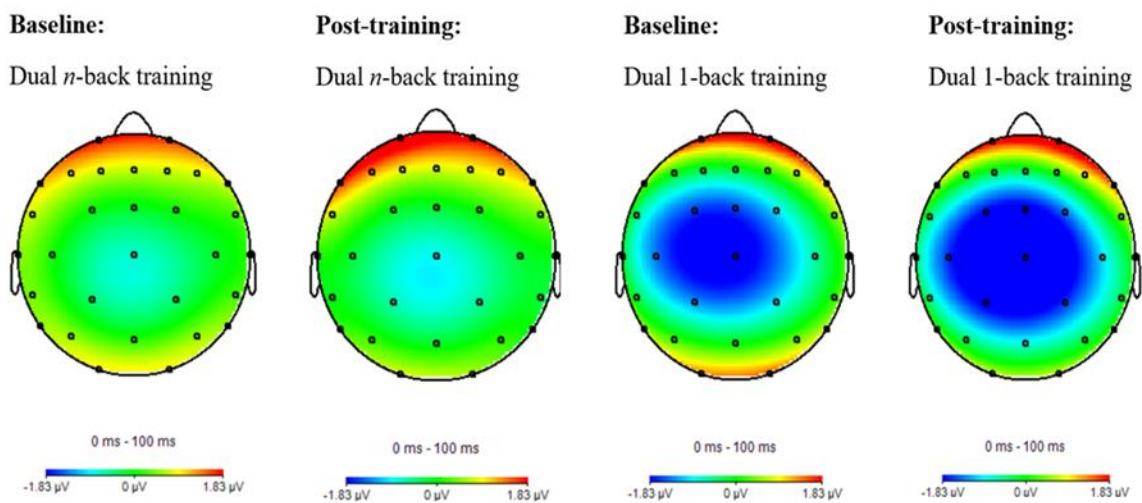 Baseline:
Dual n-back training
0 ms - 100 ms
-1.83 µV 0 µV 1.83 µV
Post-training:
Dual n-back training
0 ms - 100 ms
-1.83 µV 0 µV 1.83 µV
Baseline:
Dual 1-back training
0 ms - 100 ms
-1.83 µV 0 µV 1.83 µV
Post-training:
Dual 1-back training
0 ms - 100 ms
-1.83 µV 0 µV 1.83 µV